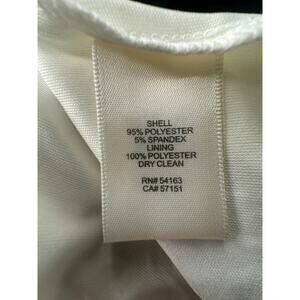 SHELL
95% POLYESTER
5% SPANDEX
LINING
100% POLYESTER
DRY CLEAN
RN# 54163
CA# 57151